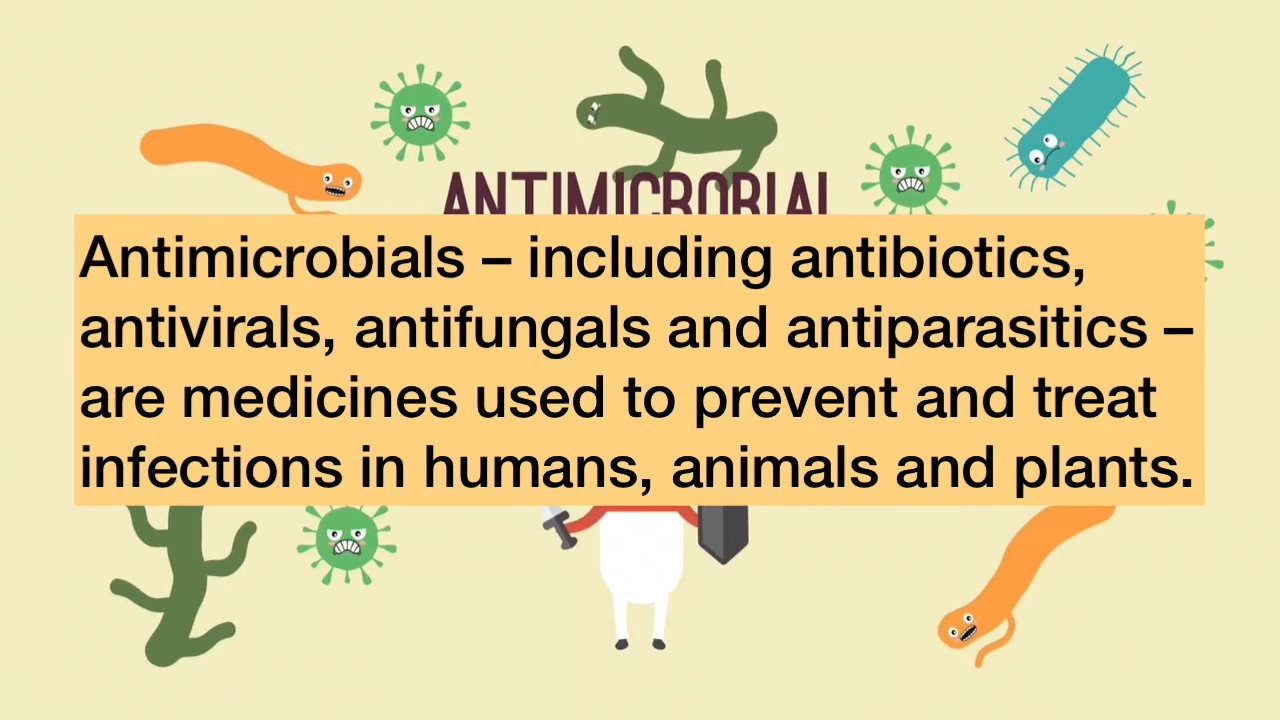 ANTIMICROBIAL
Antimicrobials – including antibiotics,
antivirals, antifungals and antiparasitics –
are medicines used to prevent and treat
infections in humans, animals and plants.